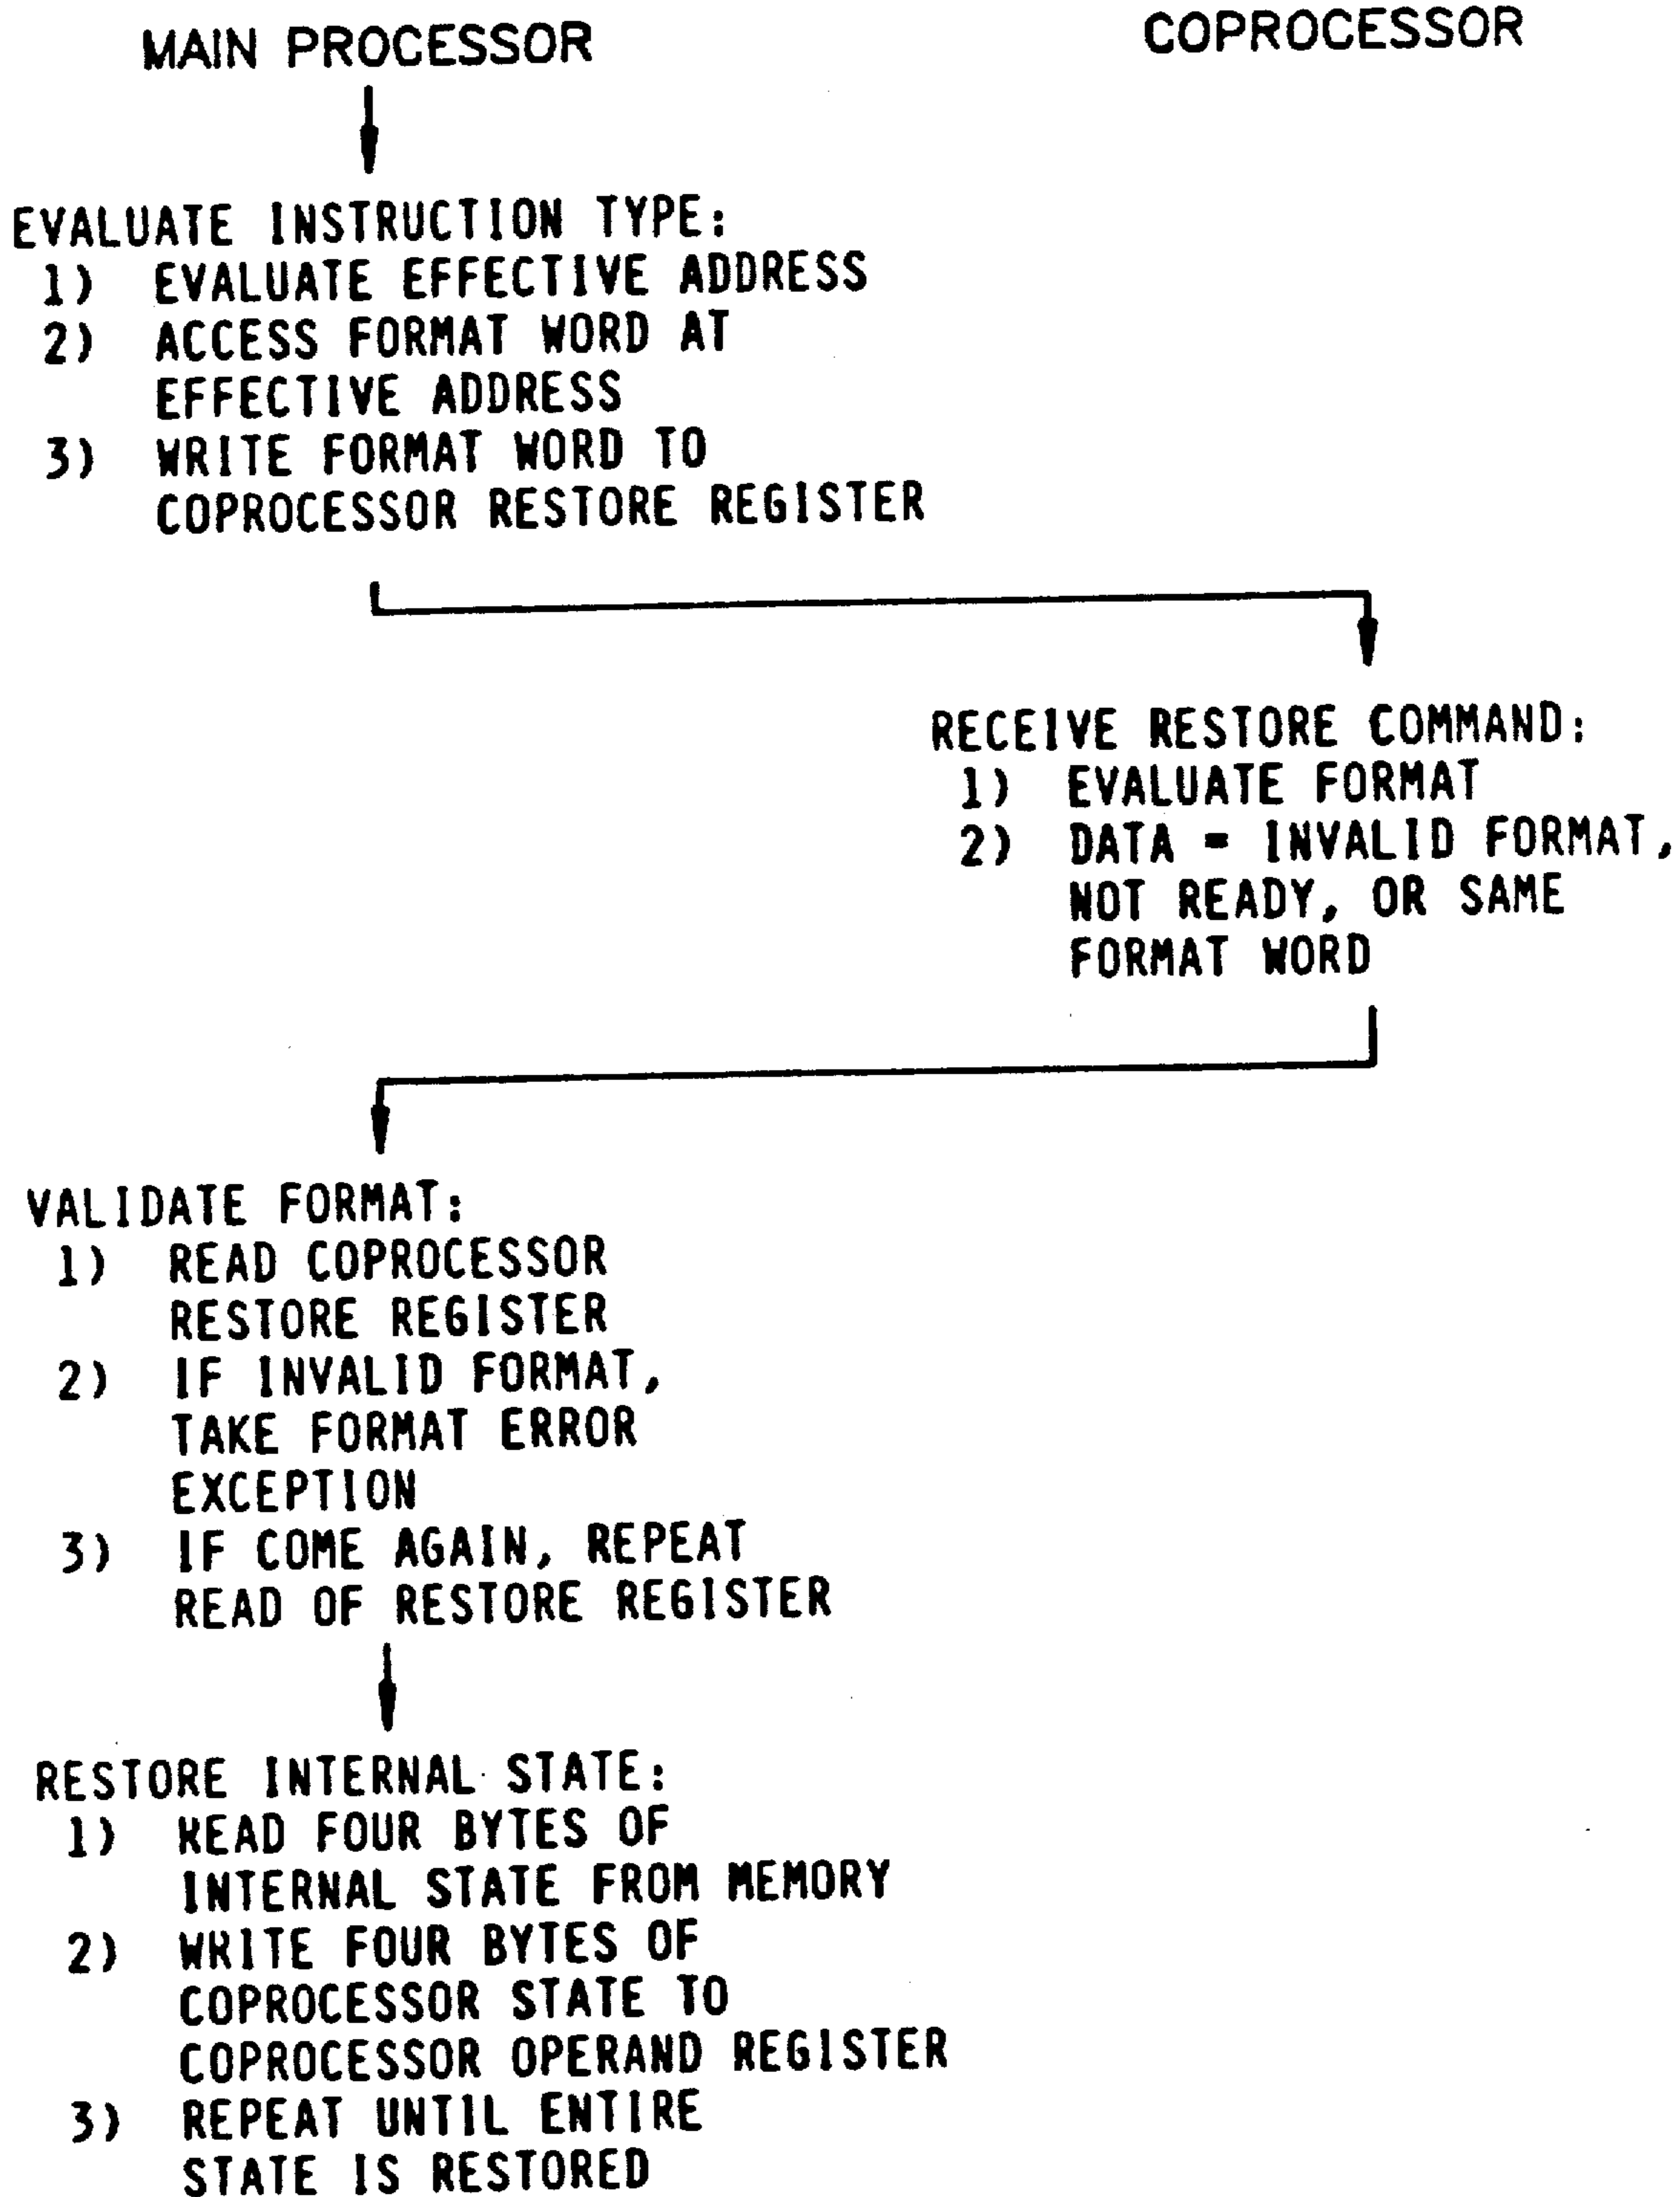 MAIN PROCESSOR
COPROCESSOR
EVALUATE INSTRUCTION TYPE:
1) EVALUATE EFFECTIVE ADDRESS
2) ACCESS FORMAT WORD AT
EFFECTIVE ADDRESS
3) WRITE FORMAT WORD TO
COPROCESSOR RESTORE REGISTER
RECEIVE RESTORE COMMAND:
1) EVALUATE FORMAT
2) DATA = INVALID FORMAT,
NOT READY, OR SAME
FORMAT WORD
VALIDATE FORMAT:
1) READ COPROCESSOR
RESTORE REGISTER
2) IF INVALID FORMAT,
TAKE FORMAT ERROR
EXCEPTION
3) IF COME AGAIN, REPEAT
READ OF RESTORE REGISTER
RESTORE INTERNAL STATE:
1) READ FOUR BYTES OF
INTERNAL STATE FROM MEMORY
2) WRITE FOUR BYTES OF
COPROCESSOR STATE TO
COPROCESSOR OPERAND REGISTER
3) REPEAT UNTIL ENTIRE
STATE IS RESTORED